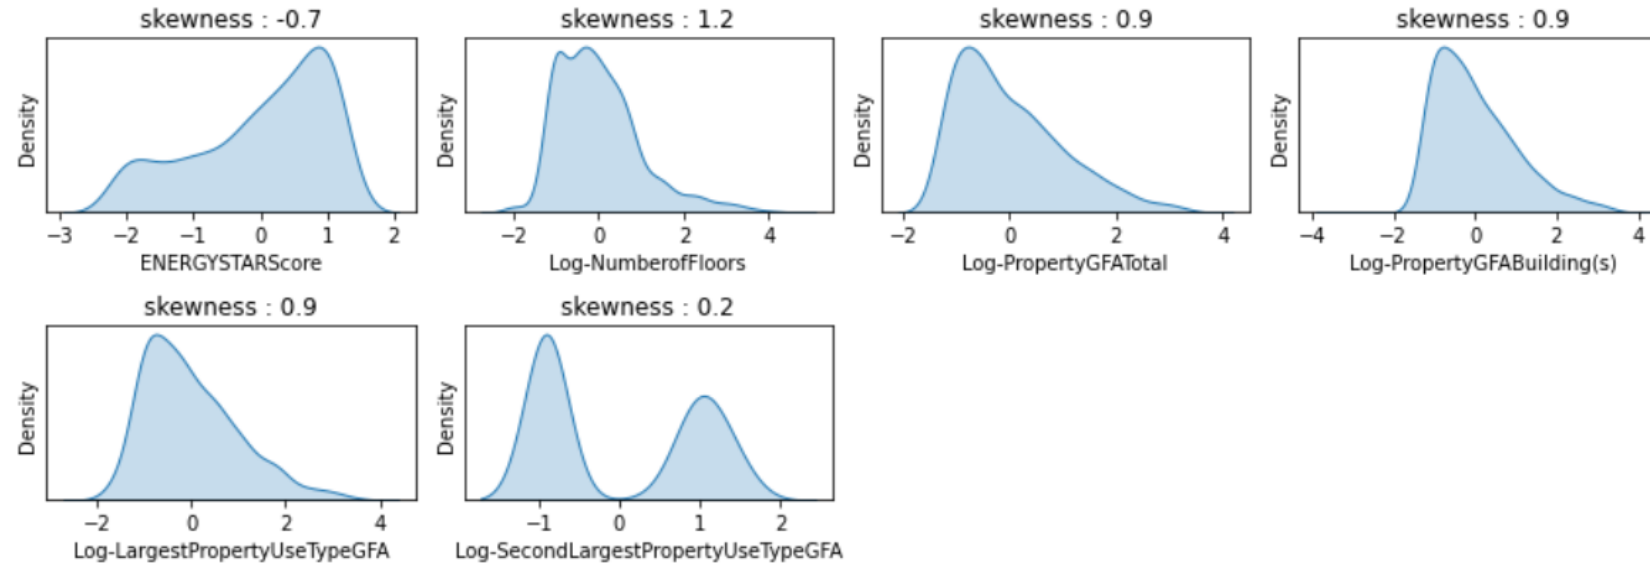 skewness : -0.7
Density
−3 −2 −1 0 1 2
ENERGYSTARScore
skewness : 1.2
Density
−2 0 2 4
Log-NumberofFloors
skewness : 0.9
Density
−2 0 2 4
Log-PropertyGFATotal
skewness : 0.9
Density
−4 −2 0 2 4
Log-PropertyGFABuilding(s)
skewness : 0.9
Density
−2 0 2 4
Log-LargestPropertyUseTypeGFA
skewness : 0.2
Density
−1 0 1 2
Log-SecondLargestPropertyUseTypeGFA